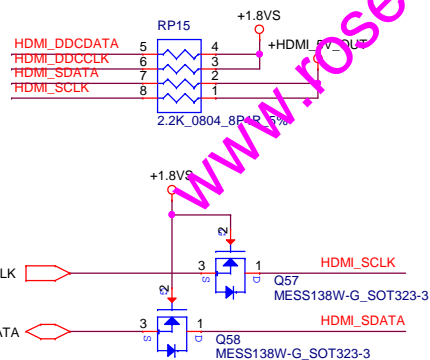 RP15
+1.8VS
HDMI_DDCDATA 5 4 +HDMI_5V_OUT
HDMI_DDCCLK 6 3
HDMI_SDATA 7 2
HDMI_SCLK 8 1
2.2K_0804_8P4R_5%
www.rose
+1.8VS
G 2
LK 3 S 1 D HDMI_SCLK
Q57
MESS138W-G_SOT323-3
G 2
ATA 3 S 1 D HDMI_SDATA
Q58
MESS138W-G_SOT323-3